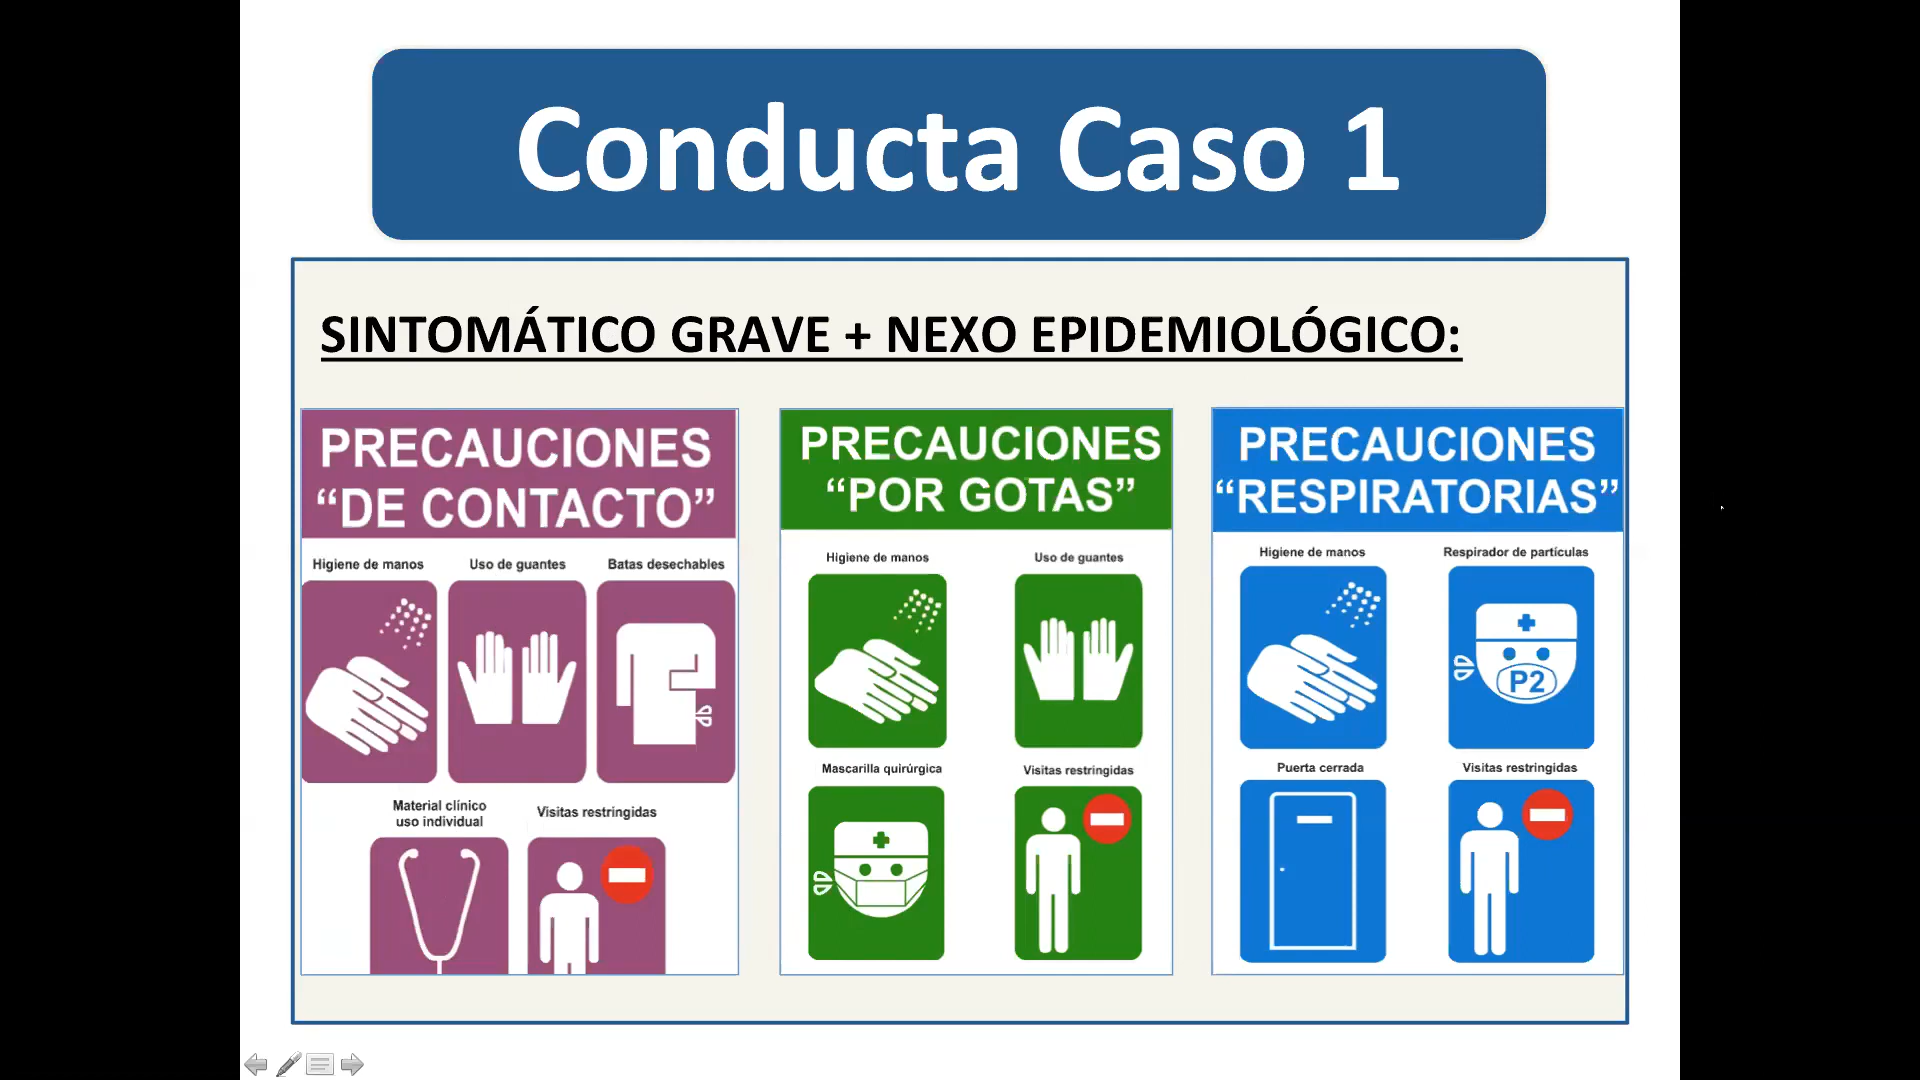 Conducta Caso 1
SINTOMÁTICO GRAVE + NEXO EPIDEMIOLÓGICO:
PRECAUCIONES
“DE CONTACTO”
Higiene de manos
Uso de guantes
Batas desechables
Material clínico
uso individual
Visitas restringidas
PRECAUCIONES
“POR GOTAS”
Higiene de manos
Uso de guantes
Mascarilla quirúrgica
Visitas restringidas
PRECAUCIONES
“RESPIRATORIAS”
Higiene de manos
Respirador de partículas
P2
Puerta cerrada
Visitas restringidas